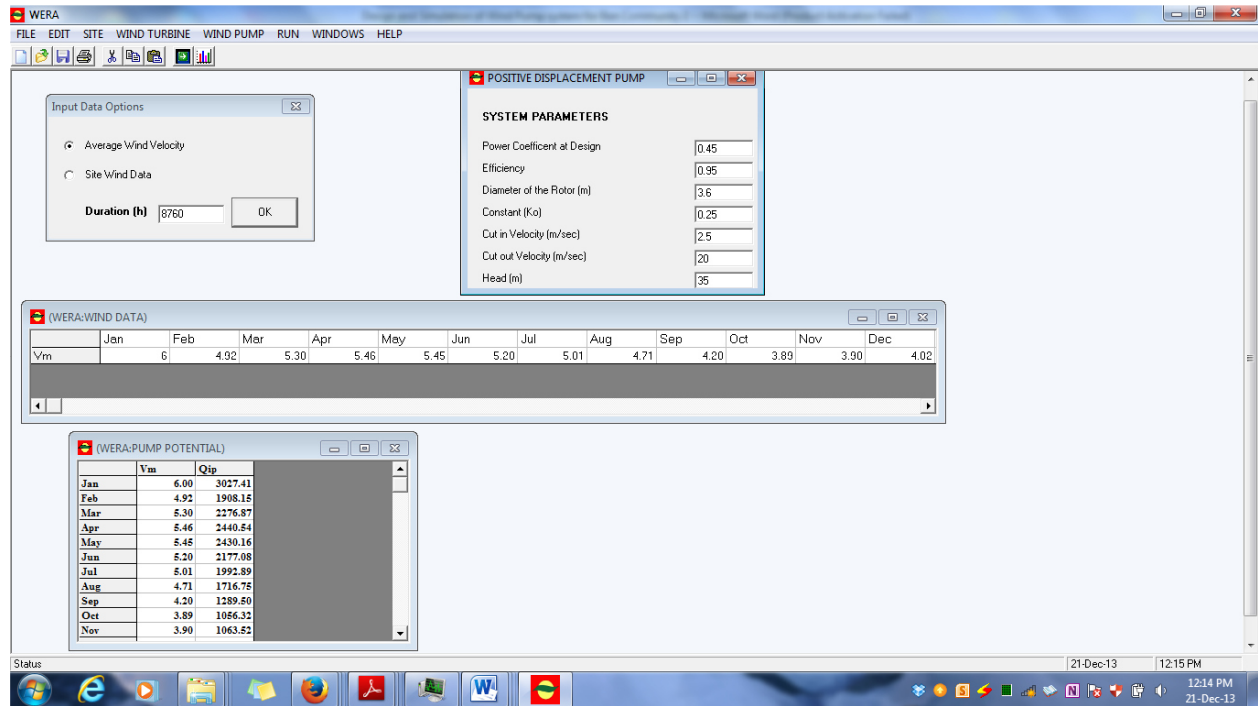 WERA
FILE EDIT SITE WIND TURBINE WIND PUMP RUN WINDOWS HELP
Input Data Options
Average Wind Velocity
Site Wind Data
Duration (h) 8760 OK
POSITIVE DISPLACEMENT PUMP
SYSTEM PARAMETERS
Power Coefficent at Design 0.45
Efficiency 0.95
Diameter of the Rotor (m) 3.6
Constant (Ko) 0.25
Cut in Velocity (m/sec) 2.5
Cut out Velocity (m/sec) 20
Head (m) 35
(WERA:WIND DATA)
Jan Feb Mar Apr May Jun Jul Aug Sep Oct Nov Dec
Vm 6 4.92 5.30 5.46 5.45 5.20 5.01 4.71 4.20 3.89 3.90 4.02
(WERA:PUMP POTENTIAL)
Vm Qip
Jan 6.00 3027.41
Feb 4.92 1908.15
Mar 5.30 2276.87
Apr 5.46 2440.54
May 5.45 2430.16
Jun 5.20 2177.08
Jul 5.01 1992.89
Aug 4.71 1716.75
Sep 4.20 1289.50
Oct 3.89 1056.32
Nov 3.90 1063.52
Status 21-Dec-13 12:15 PM
12:14 PM
21-Dec-13